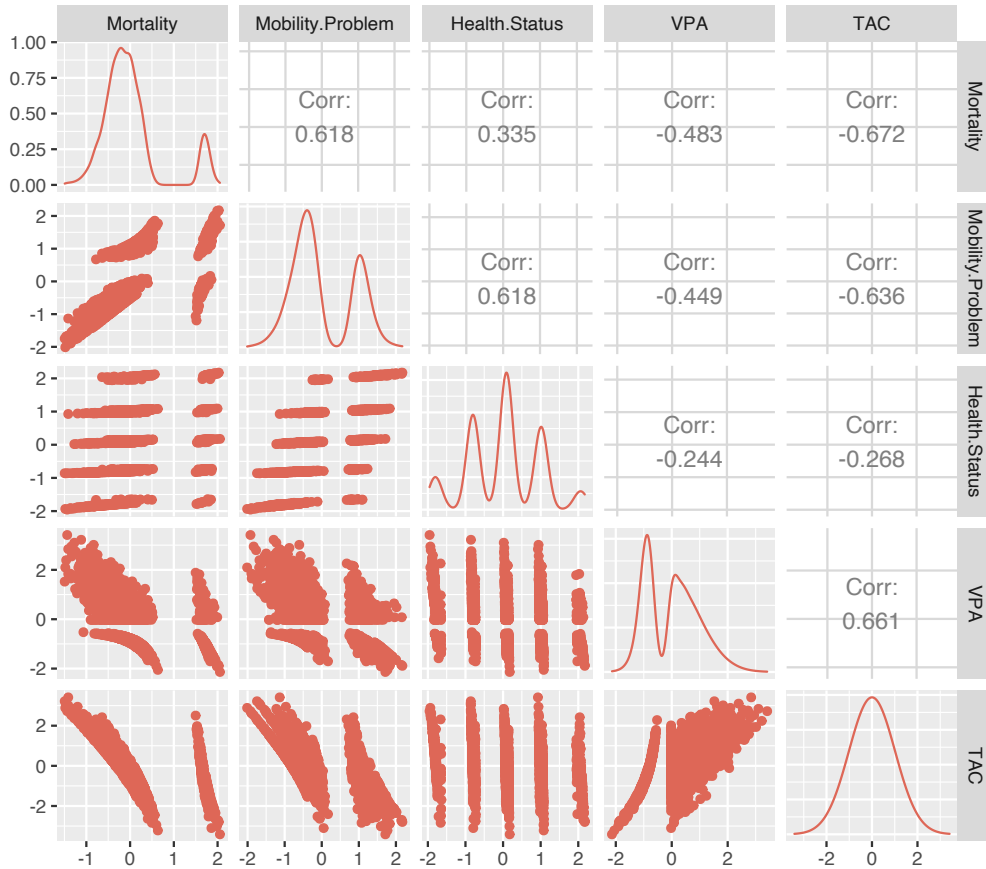 Mortality Mobility.Problem Health.Status VPA TAC
1.00
0.75
0.50
0.25
0.00
Corr:
0.618
Corr:
0.335
Corr:
-0.483
Corr:
-0.672
Mortality
2
1
0
-1
-2
Corr:
0.618
Corr:
-0.449
Corr:
-0.636
Mobility.Problem
2
1
0
-1
-2
Corr:
-0.244
Corr:
-0.268
Health.Status
2
0
-2
Corr:
0.661
VPA
2
0
-2
TAC
-1 0 1 2 -2 -1 0 1 2 -2 -1 0 1 2 -2 0 2 -2 0 2